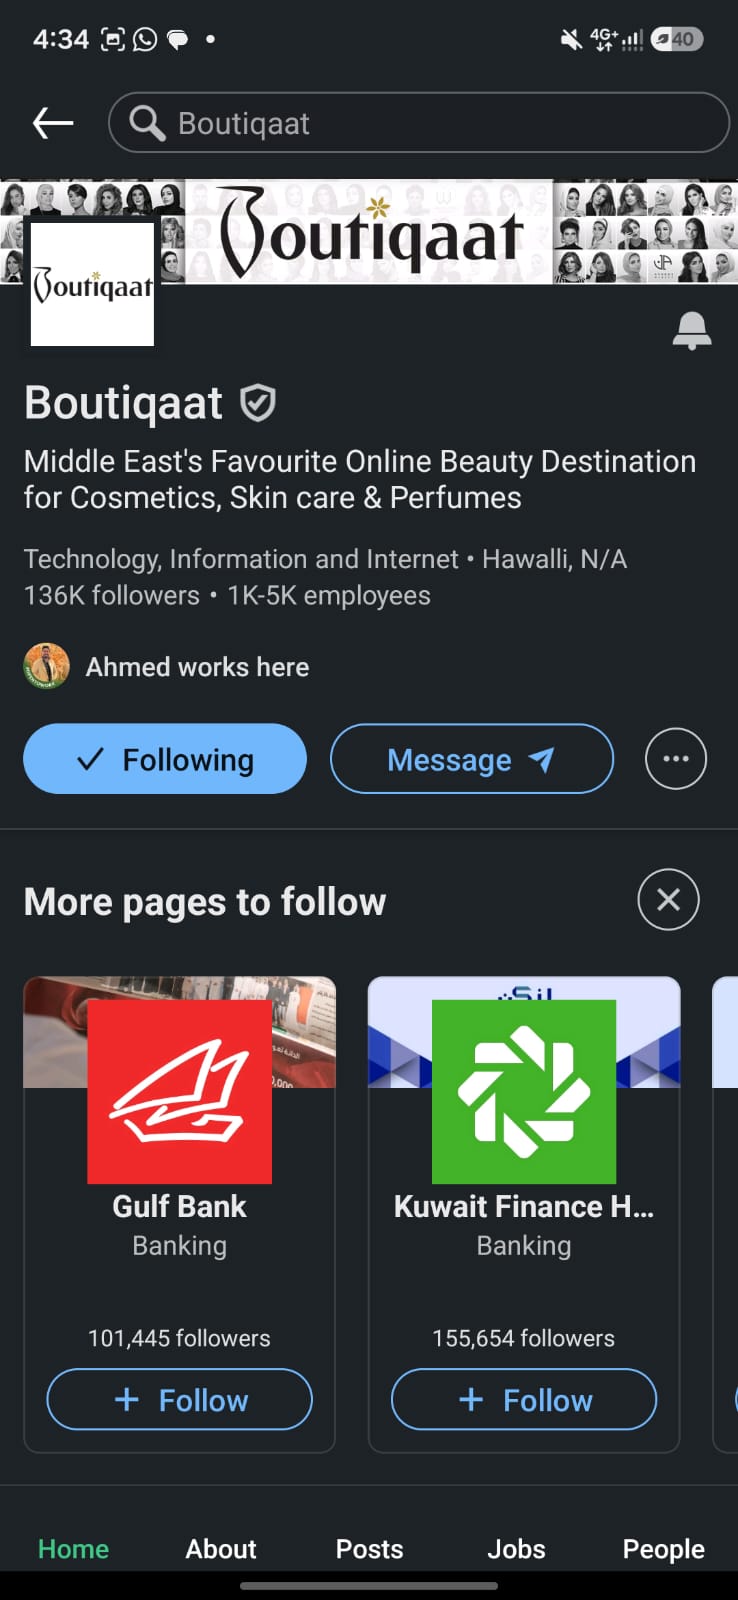 4:34
4G+
40
Boutiqaat
Boutiqaat
Boutiqaat
Boutiqaat
Middle East's Favourite Online Beauty Destination
for Cosmetics, Skin care & Perfumes
Technology, Information and Internet • Hawalli, N/A
136K followers • 1K-5K employees
Ahmed works here
Following
Message
More pages to follow
Gulf Bank
Banking
101,445 followers
+ Follow
Kuwait Finance H...
Banking
155,654 followers
+ Follow
Home About Posts Jobs People